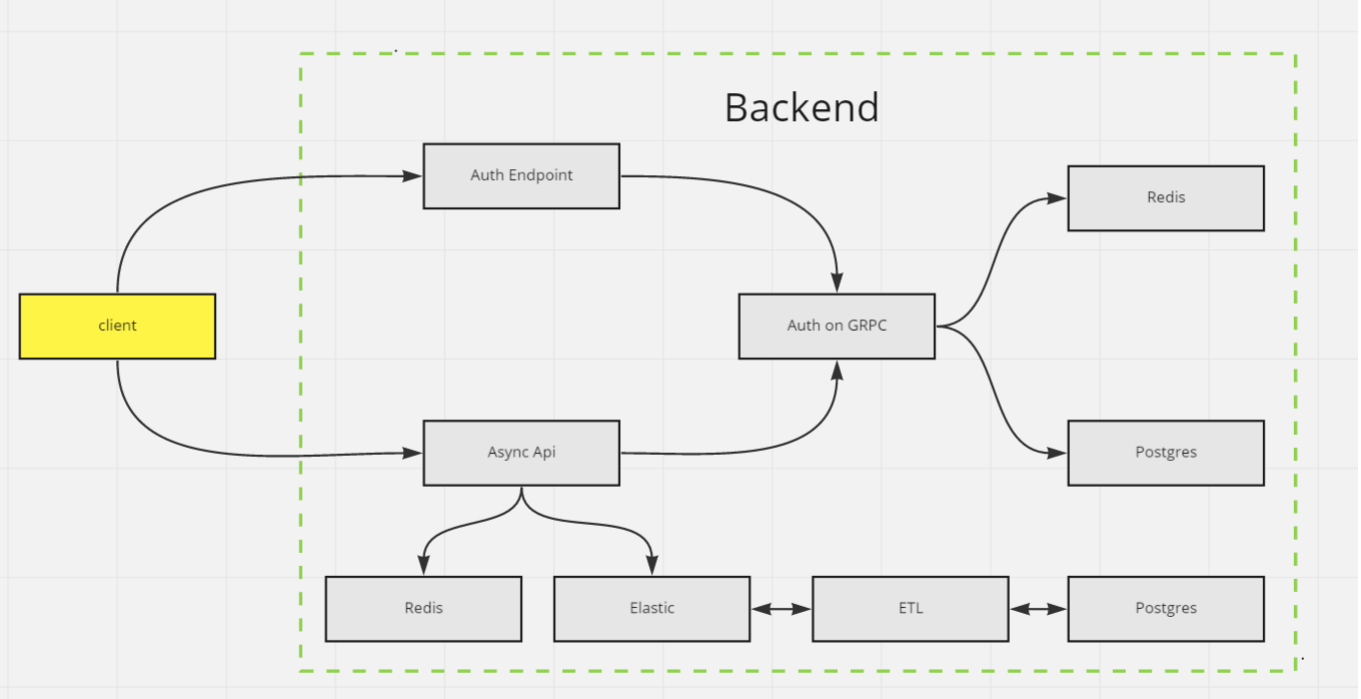 Backend
Auth Endpoint
Redis
client
Auth on GRPC
Async Api
Postgres
Redis
Elastic
ETL
Postgres